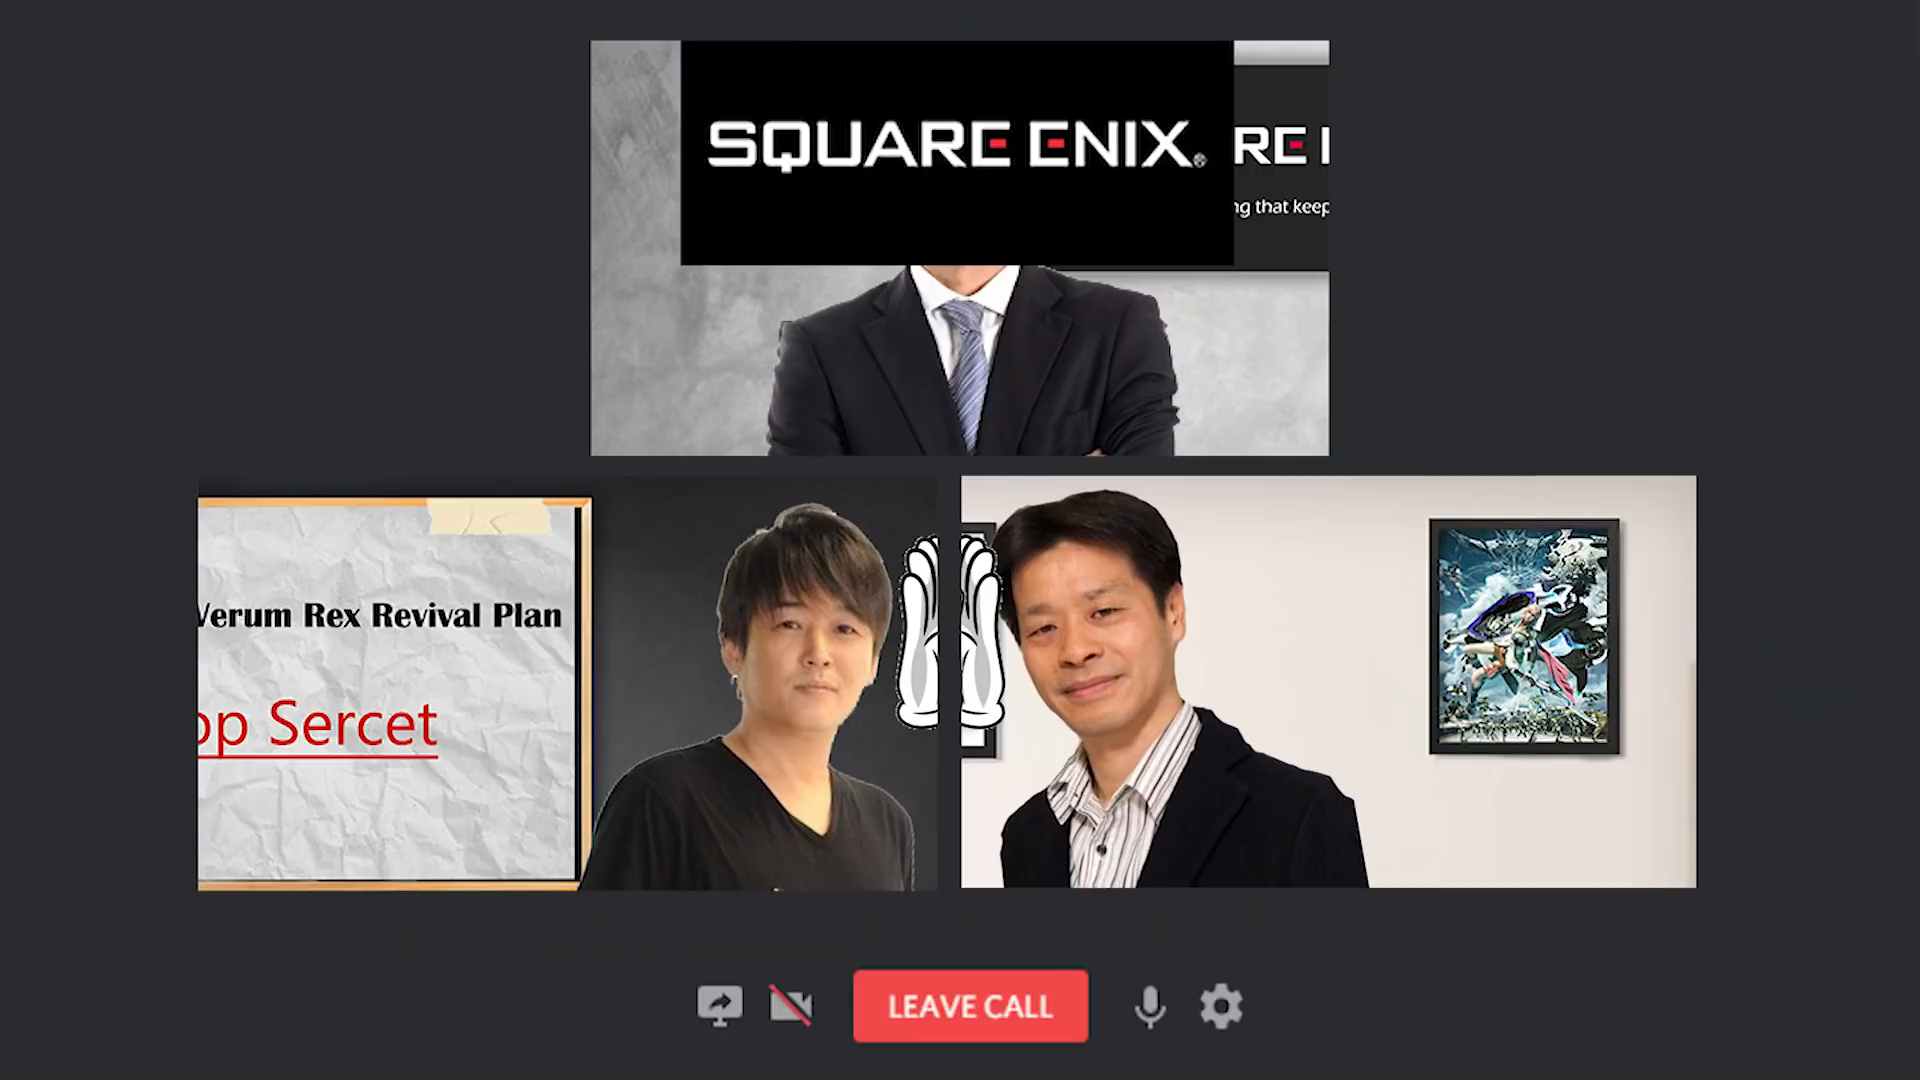 SQUARE ENIX®
RE
ng that keep
Verum Rex Revival Plan
op Sercet
LEAVE CALL